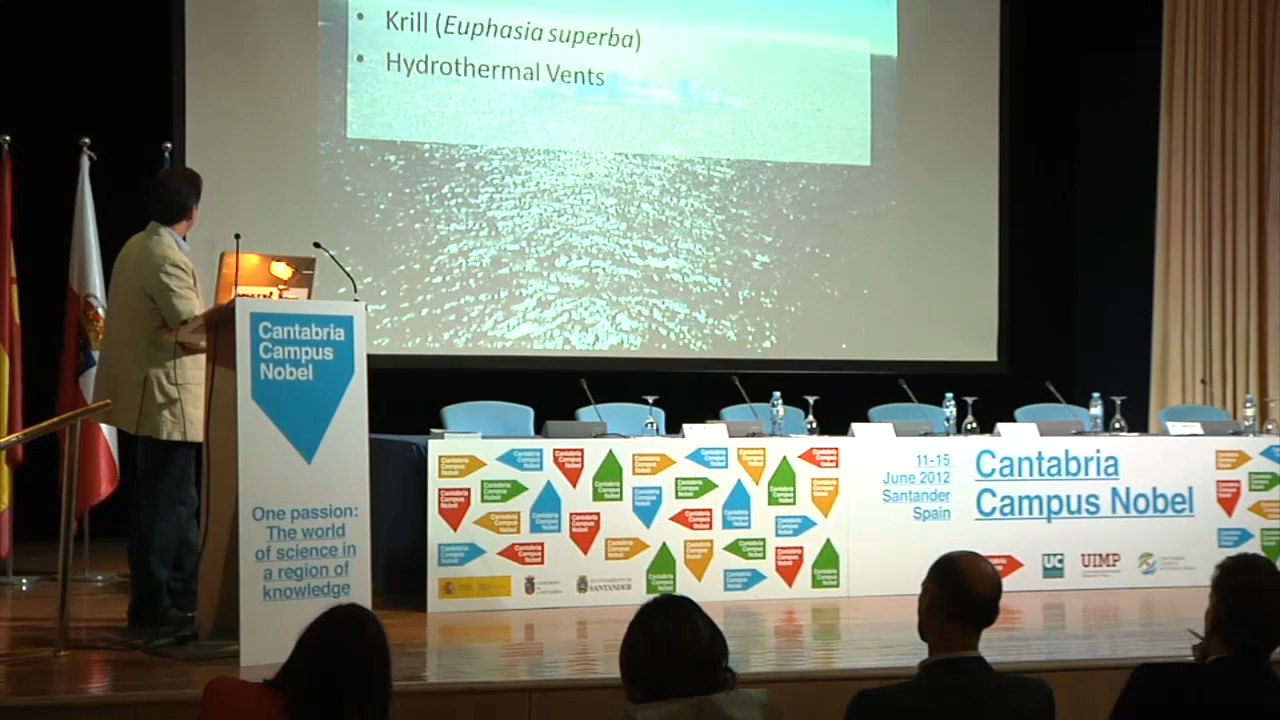 • Krill (Euphasia superba)
• Hydrothermal Vents
Cantabria
Campus
Nobel
One passion:
The world
of science in
a region of
knowledge
11-15
June 2012
Santander
Spain
Cantabria
Campus Nobel
UC
UIMP
SANTANDER